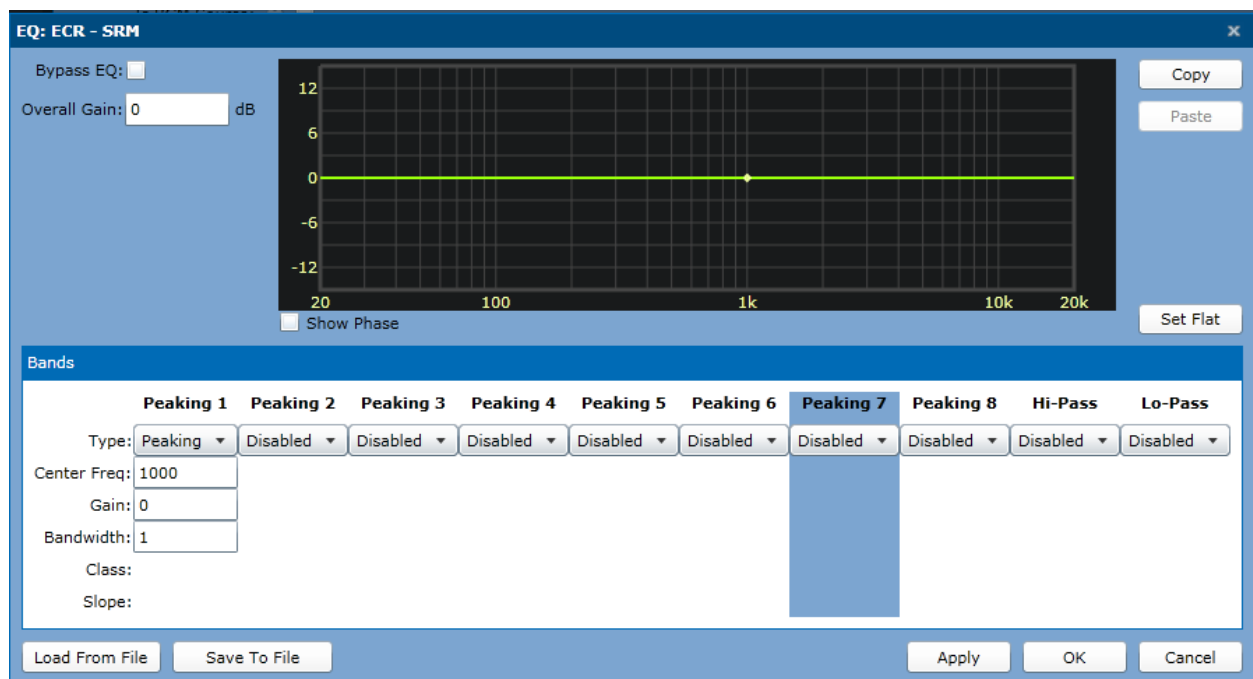 EQ: ECR - SRM
Bypass EQ:
Overall Gain: 0 dB
12
6
0
-6
-12
20 100 1k 10k 20k
Show Phase
Copy
Paste
Set Flat
Bands
Peaking 1 Peaking 2 Peaking 3 Peaking 4 Peaking 5 Peaking 6 Peaking 7 Peaking 8 Hi-Pass Lo-Pass
Type: Peaking Disabled Disabled Disabled Disabled Disabled Disabled Disabled Disabled Disabled
Center Freq: 1000
Gain: 0
Bandwidth: 1
Class:
Slope:
Load From File Save To File Apply OK Cancel